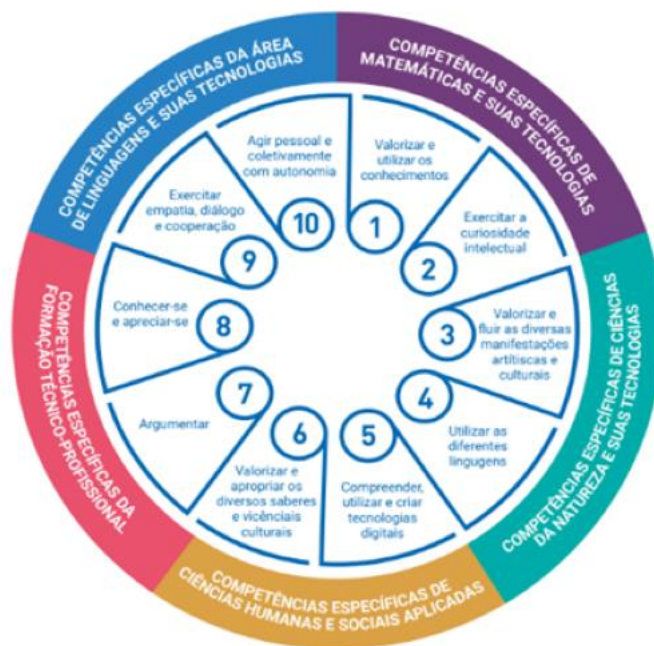 COMPETÊNCIAS ESPECÍFICAS DA ÁREA
DE LINGUAGENS E SUAS TECNOLOGIAS
COMPETÊNCIAS ESPECÍFICAS DE
MATEMÁTICAS E SUAS TECNOLOGIAS
COMPETÊNCIAS ESPECÍFICAS DE CIÊNCIAS
DA NATUREZA E SUAS TECNOLOGIAS
COMPETÊNCIAS ESPECÍFICAS DE
CIÊNCIAS HUMANAS E SOCIAIS APLICADAS
COMPETÊNCIAS ESPECÍFICAS DA
FORMAÇÃO TÉCNICO-PROFISSIONAL
Valorizar e
utilizar os
conhecimentos
1
Exercitar a
curiosidade
intelectual
2
Valorizar e
fluir as diversas
manifestações
artítiscas e
culturais
3
Utilizar as
diferentes
lingugens
4
Compreender,
utilizar e criar
tecnologias
digitais
5
Valorizar e
apropriar os
diversos saberes
e vicênciais
culturais
6
Argumentar
7
Conhecer-se
e apreciar-se
8
Exercitar
empatia, diálogo
e cooperação
9
Agir pessoal e
coletivamente
com autonomia
10